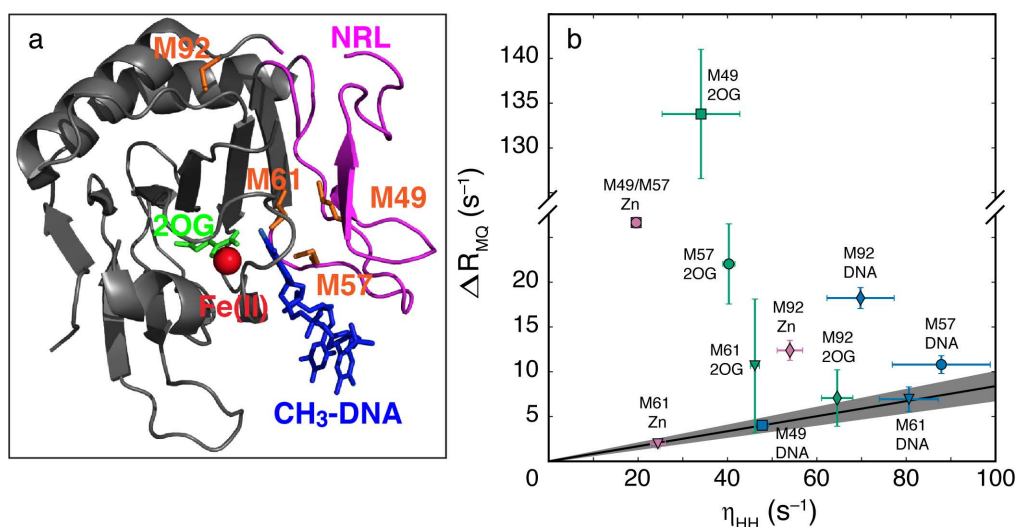 a
M92
NRL
M61
M49
2OG
M57
Fe(II)
CH₃-DNA
b
ΔR_MQ (s⁻¹)
140
135
130
20
15
10
5
0
20
40
60
80
100
η_HH (s⁻¹)
M49
2OG
M49/M57
Zn
M57
2OG
M92
DNA
M92
Zn
M92
2OG
M57
DNA
M61
2OG
M61
Zn
M49
DNA
M61
DNA